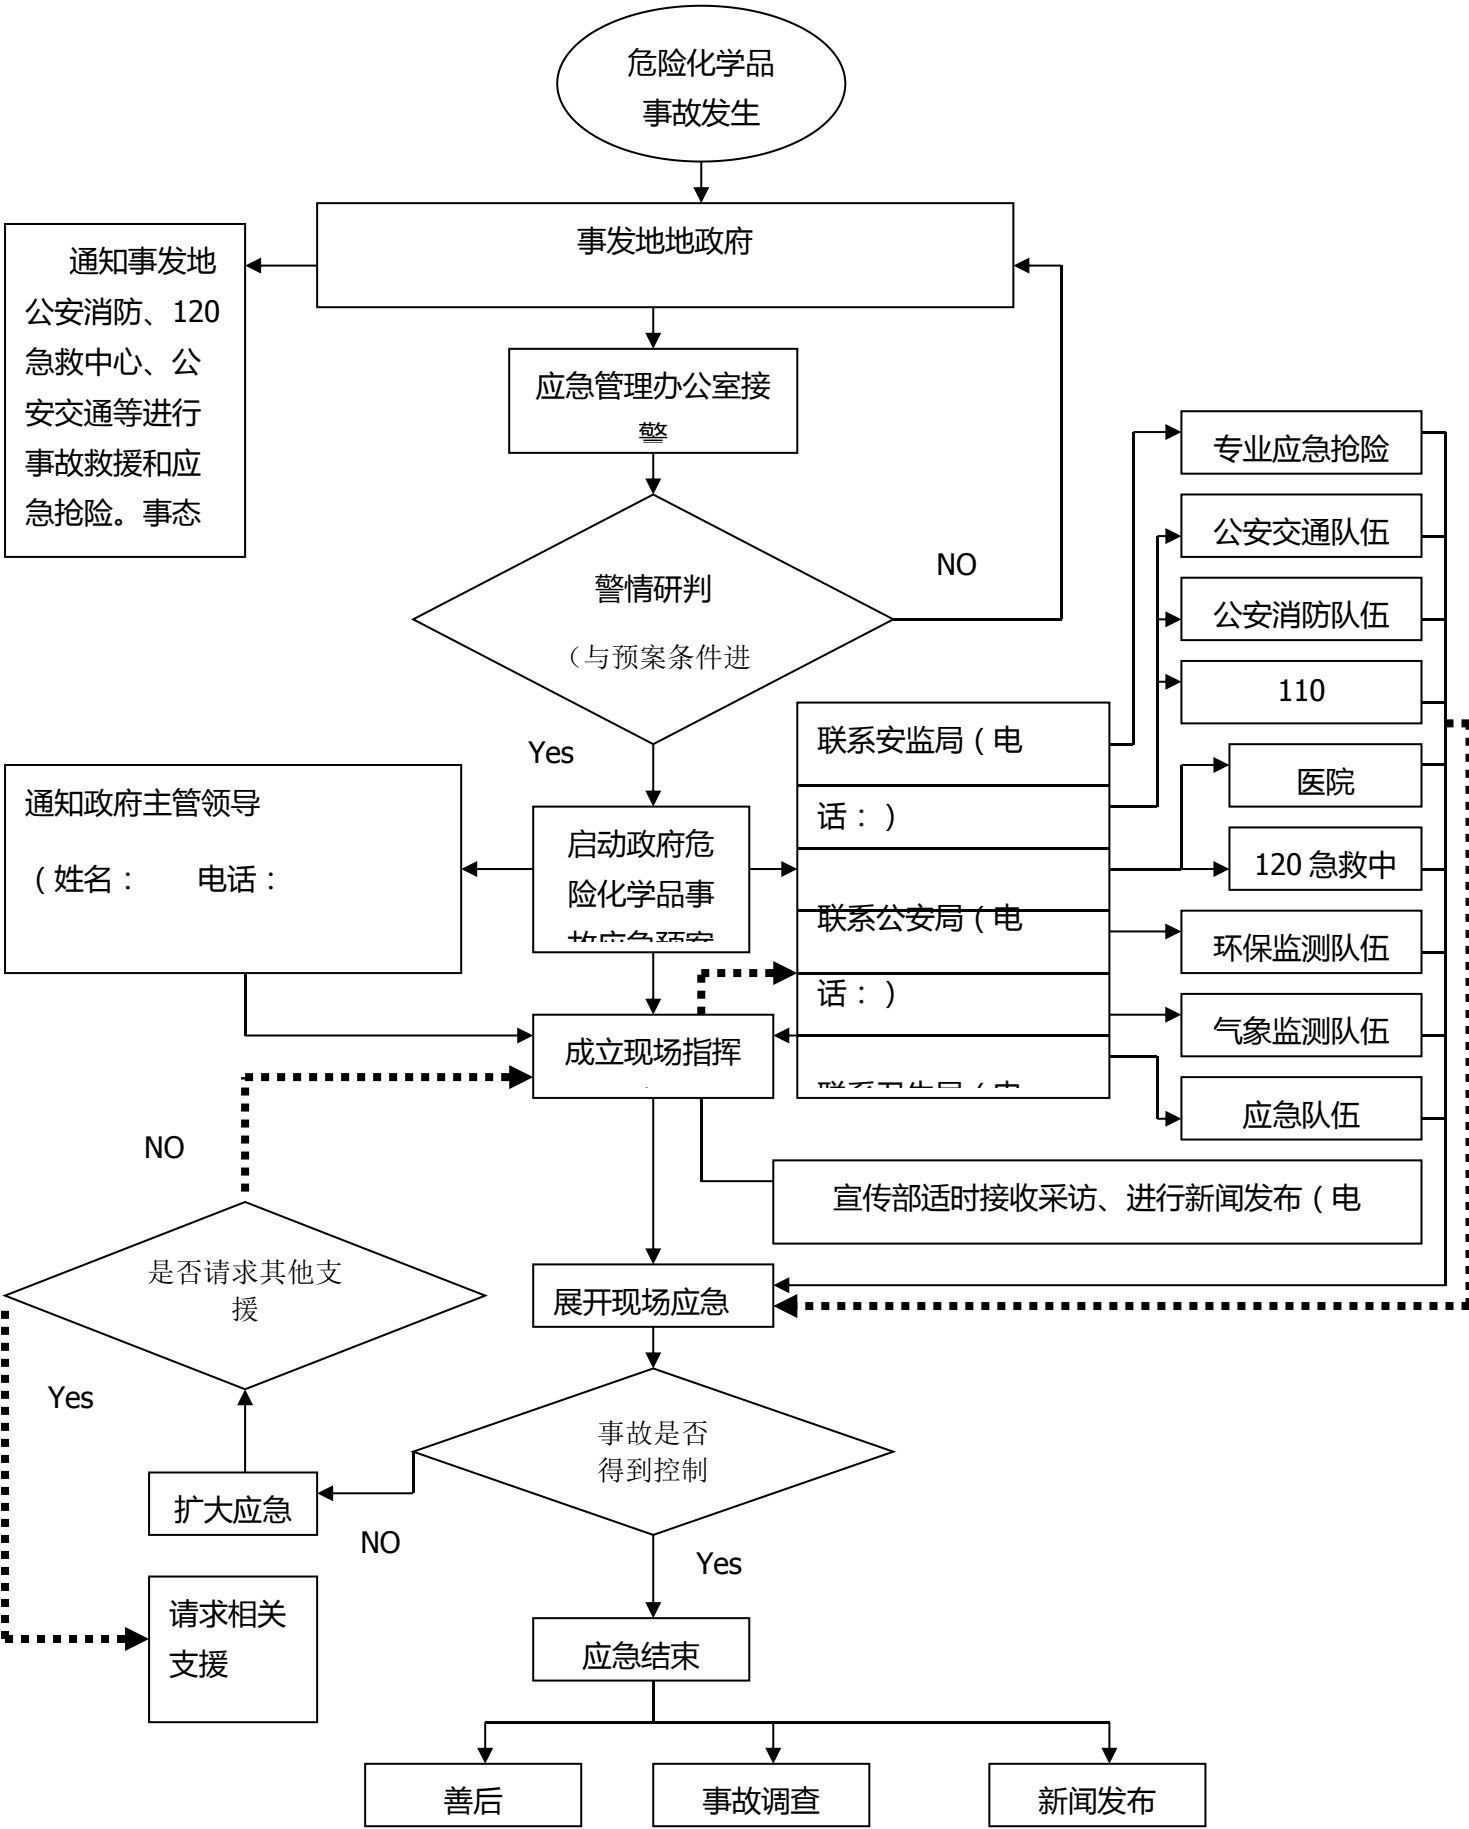 危险化学品
事故发生
事发地地政府
通知事发地
公安消防、120
急救中心、公
安交通等进行
事故救援和应
急抢险。事态
应急管理办公室接
警
专业应急抢险
公安交通队伍
NO
警情研判
（与预案条件进
公安消防队伍
110
Yes
联系安监局（电
话：）
医院
通知政府主管领导
（姓名： 电话：
启动政府危
险化学品事
故应急预案
120 急救中
联系公安局（电
话：）
环保监测队伍
成立现场指挥
气象监测队伍
联系卫生局（电
应急队伍
NO
宣传部适时接收采访、进行新闻发布（电
是否请求其他支
援
展开现场应急
Yes
事故是否
得到控制
扩大应急
NO
Yes
请求相关
支援
应急结束
善后
事故调查
新闻发布